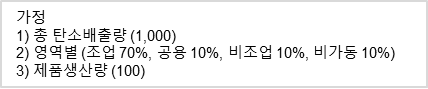 가정
1) 총 탄소배출량 (1,000)
2) 영역별 (조업 70%, 공용 10%, 비조업 10%, 비가동 10%)
3) 제품생산량 (100)